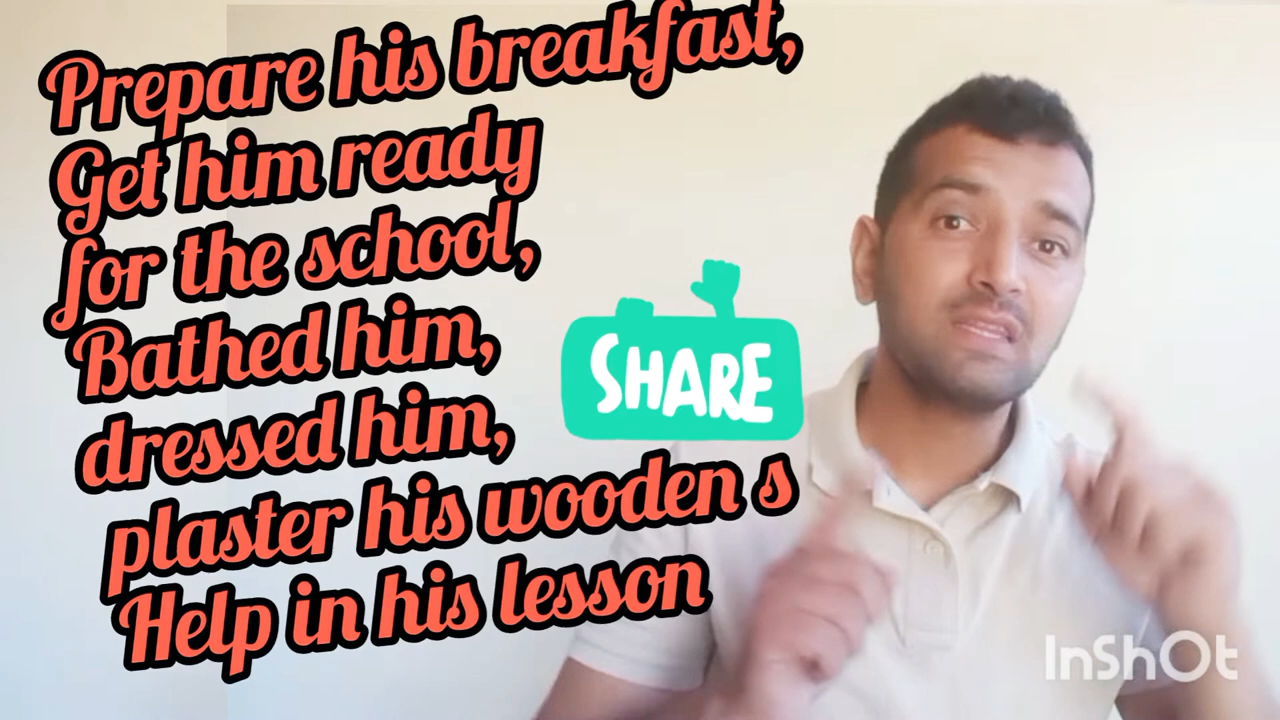 Prepare his breakfast,
Get him ready
for the school,
Bathed him,
dressed him,
plaster his wooden s
Help in his lesson
SHARE
InShOt